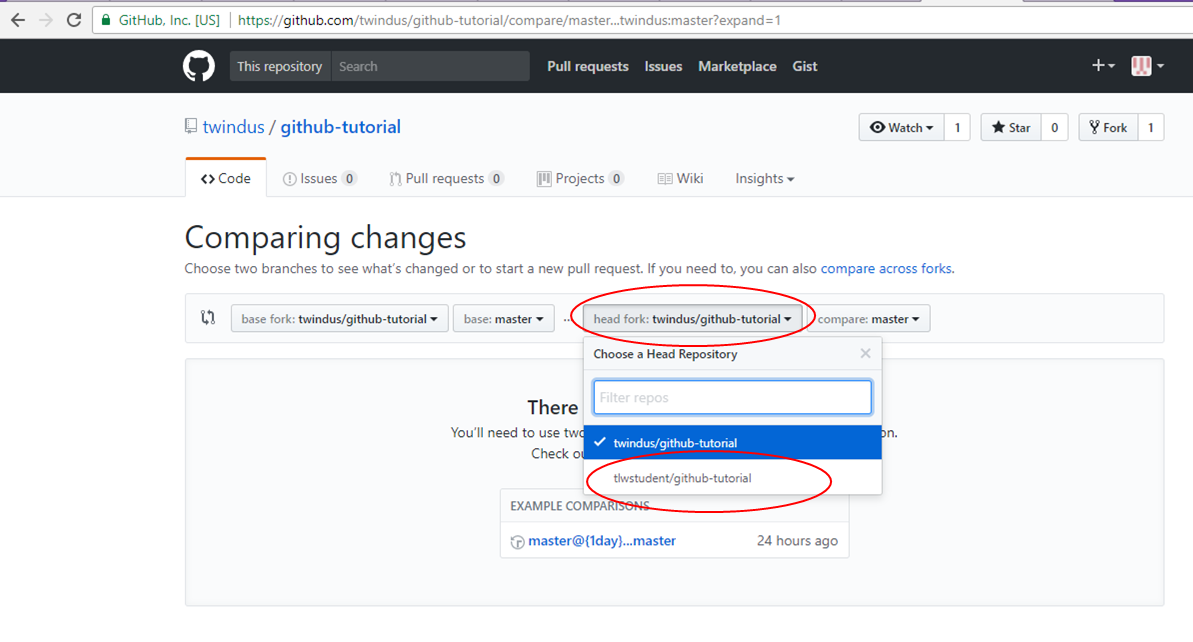 GitHub, Inc. [US] https://github.com/twindus/github-tutorial/compare/master...twindus:master?expand=1
This repository Search Pull requests Issues Marketplace Gist
twindus / github-tutorial Watch 1 Star 0 Fork 1
Code Issues 0 Pull requests 0 Projects 0 Wiki Insights
Comparing changes
Choose two branches to see what's changed or to start a new pull request. If you need to, you can also compare across forks.
base fork: twindus/github-tutorial base: master ... head fork: twindus/github-tutorial compare: master
Choose a Head Repository
Filter repos
There
You'll need to use two on.
twindus/github-tutorial
Check ou
tlwstudent/github-tutorial
EXAMPLE COMPARISONS
master@{1day}...master 24 hours ago